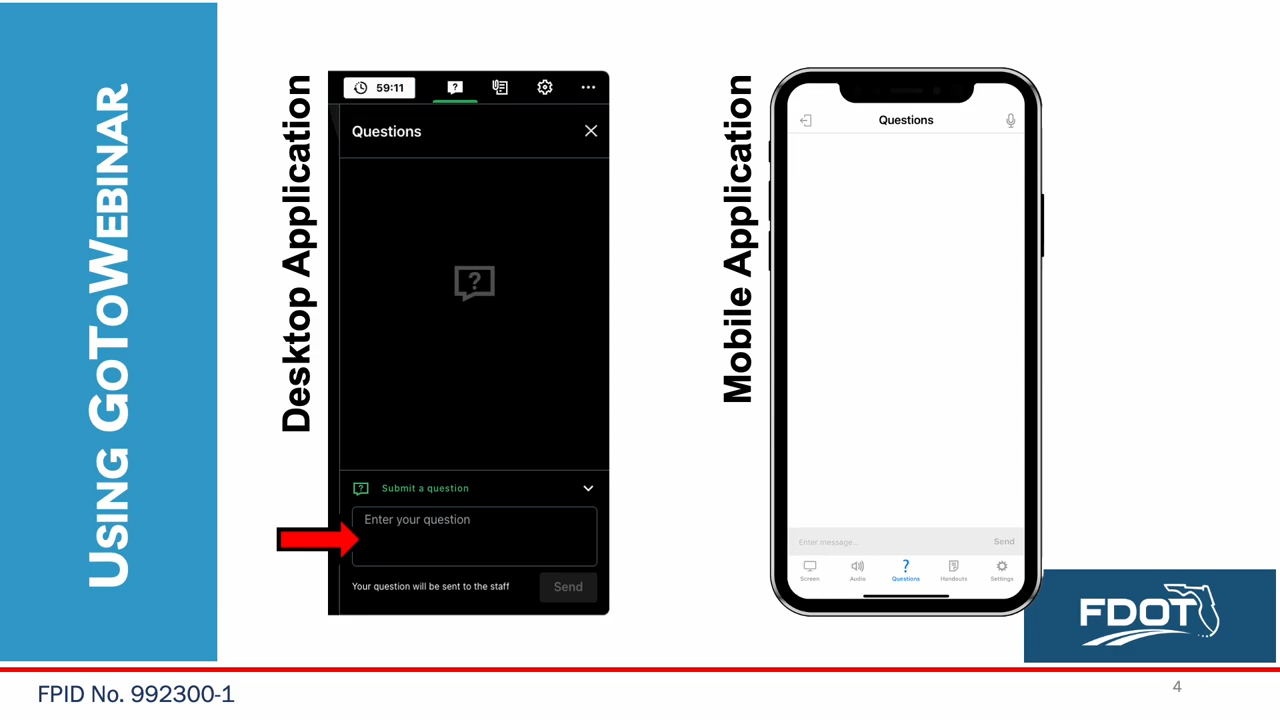 USING GOTOWEBINAR
Desktop Application
59:11
Questions
Submit a question
Enter your question
Your question will be sent to the staff
Send
Mobile Application
Questions
Enter message...
Send
Screen
Audio
Questions
Handouts
Settings
FDOT
FPID No. 992300-1
4